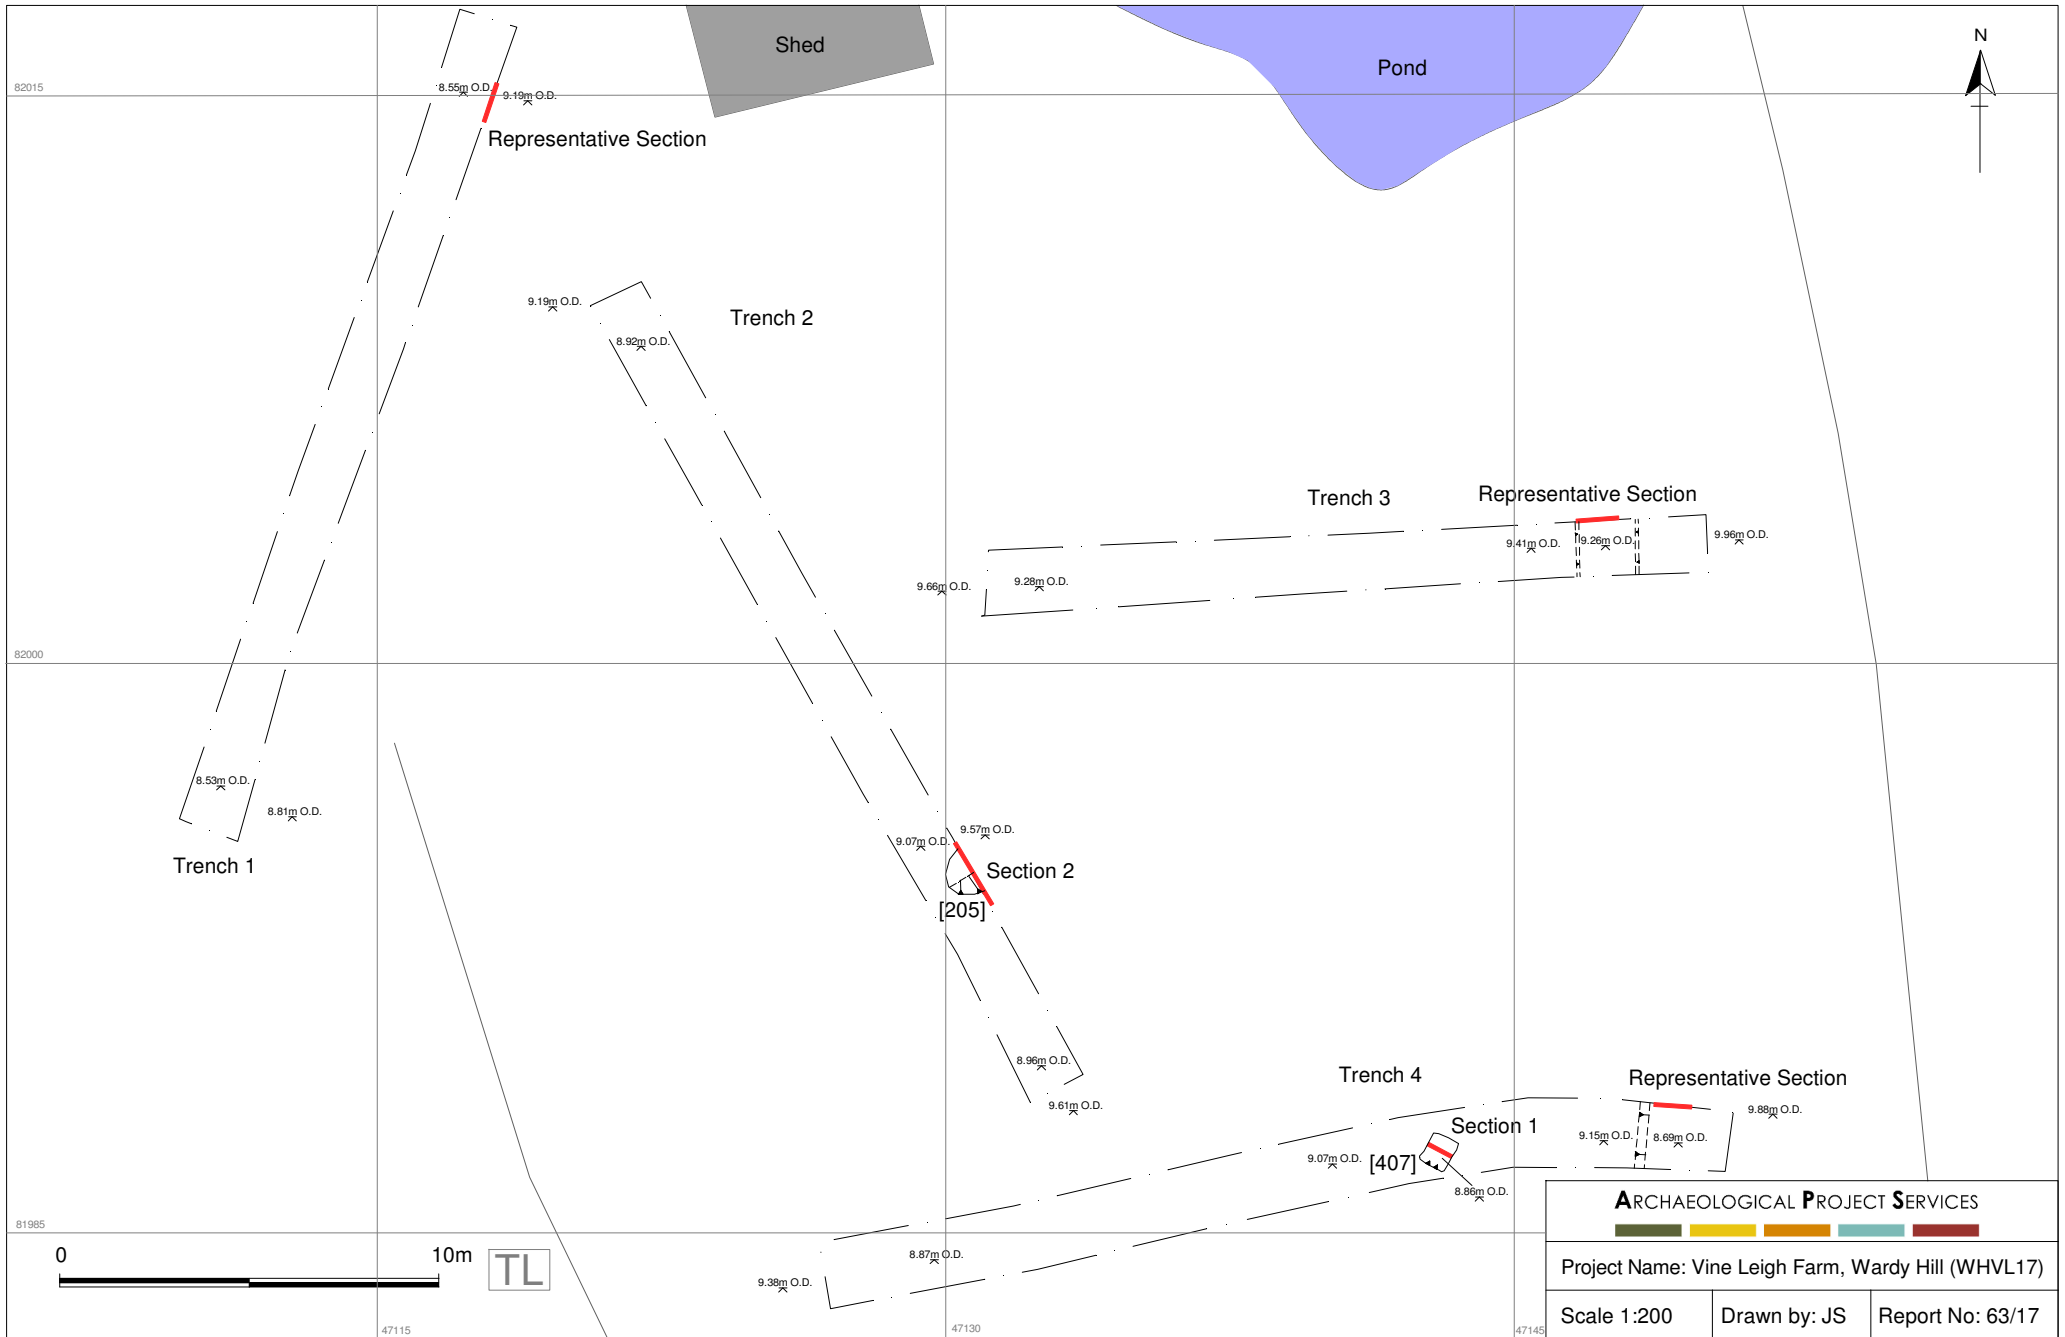 Shed
Pond
N
8.55m O.D.
9.19m O.D.
82015
Representative Section
9.19m O.D.
Trench 2
8.92m O.D.
Trench 3
Representative Section
9.41m O.D.
9.26m O.D.
9.96m O.D.
9.66m O.D.
9.28m O.D.
82000
8.53m O.D.
8.81m O.D.
Trench 1
9.57m O.D.
9.07m O.D.
Section 2
[205]
8.96m O.D.
9.61m O.D.
Trench 4
Representative Section
9.88m O.D.
Section 1
9.15m O.D.
8.69m O.D.
9.07m O.D.
[407]
8.86m O.D.
81985
8.87m O.D.
9.38m O.D.
0 10m
TL
47115
47130
47145
ARCHAEOLOGICAL PROJECT SERVICES
Project Name: Vine Leigh Farm, Wardy Hill (WHVL17)
Scale 1:200
Drawn by: JS
Report No: 63/17